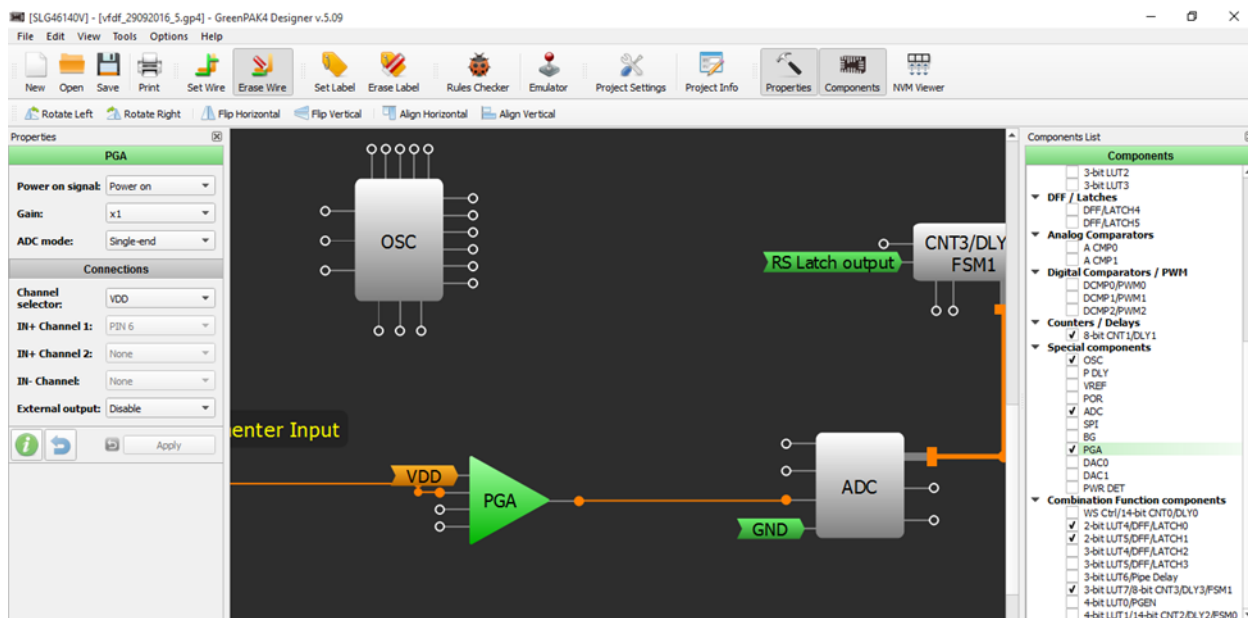 [SLG46140V] - [vfdf_29092016_5.gp4] - GreenPAK4 Designer v.5.09
File Edit View Tools Options Help
New Open Save Print Set Wire Erase Wire Set Label Erase Label Rules Checker Emulator Project Settings Project Info Properties Components NVM Viewer
Rotate Left Rotate Right Flip Horizontal Flip Vertical Align Horizontal Align Vertical
Properties
PGA
Power on signal: Power on
Gain: x1
ADC mode: Single-end
Connections
Channel selector: VDD
IN+ Channel 1: PIN 6
IN+ Channel 2: None
IN- Channel: None
External output: Disable
Apply
OSC
RS Latch output
CNT3/DLY
FSM1
enter Input
VDD
PGA
ADC
GND
Components List
Components
3-bit LUT2
3-bit LUT3
DFF / Latches
DFF/LATCH4
DFF/LATCH5
Analog Comparators
A CMP0
A CMP1
Digital Comparators / PWM
DCMP0/PWM0
DCMP1/PWM1
DCMP2/PWM2
Counters / Delays
8-bit CNT1/DLY1
Special components
OSC
P DLY
VREF
POR
ADC
SPI
BG
PGA
DAC0
DAC1
PWR DET
Combination Function components
WS Ctrl/14-bit CNT0/DLY0
2-bit LUT4/DFF/LATCH0
2-bit LUT5/DFF/LATCH1
3-bit LUT4/DFF/LATCH2
3-bit LUT5/DFF/LATCH3
3-bit LUT6/Pipe Delay
3-bit LUT7/8-bit CNT3/DLY3/FSM1
4-bit LUT0/PGEN
4-bit LUT1/14-bit CNT2/DLY2/FSM0